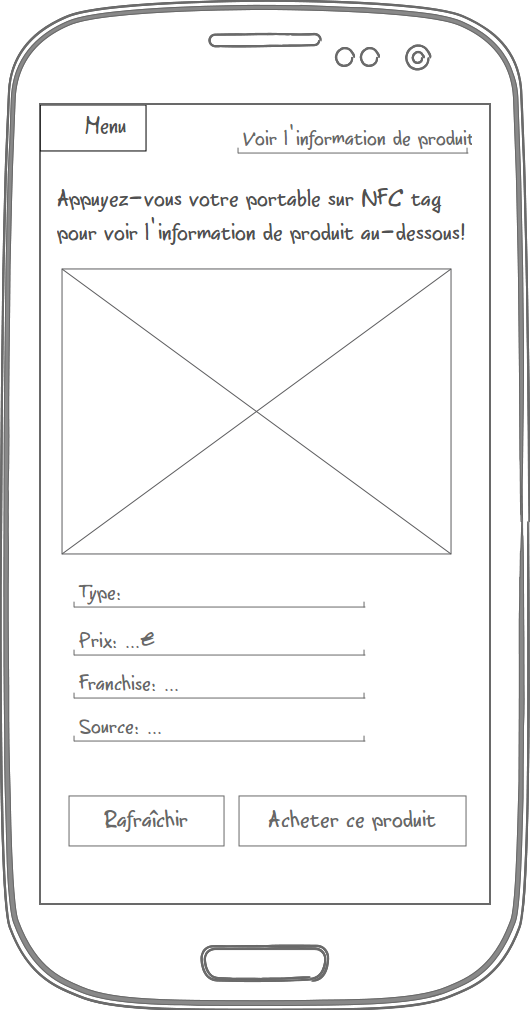 Menu
Voir l'information de produit
Appuyez-vous votre portable sur NFC tag
pour voir l'information de produit au-dessous!
Type:
Prix: ...€
Franchise: ...
Source: ...
Rafraîchir
Acheter ce produit